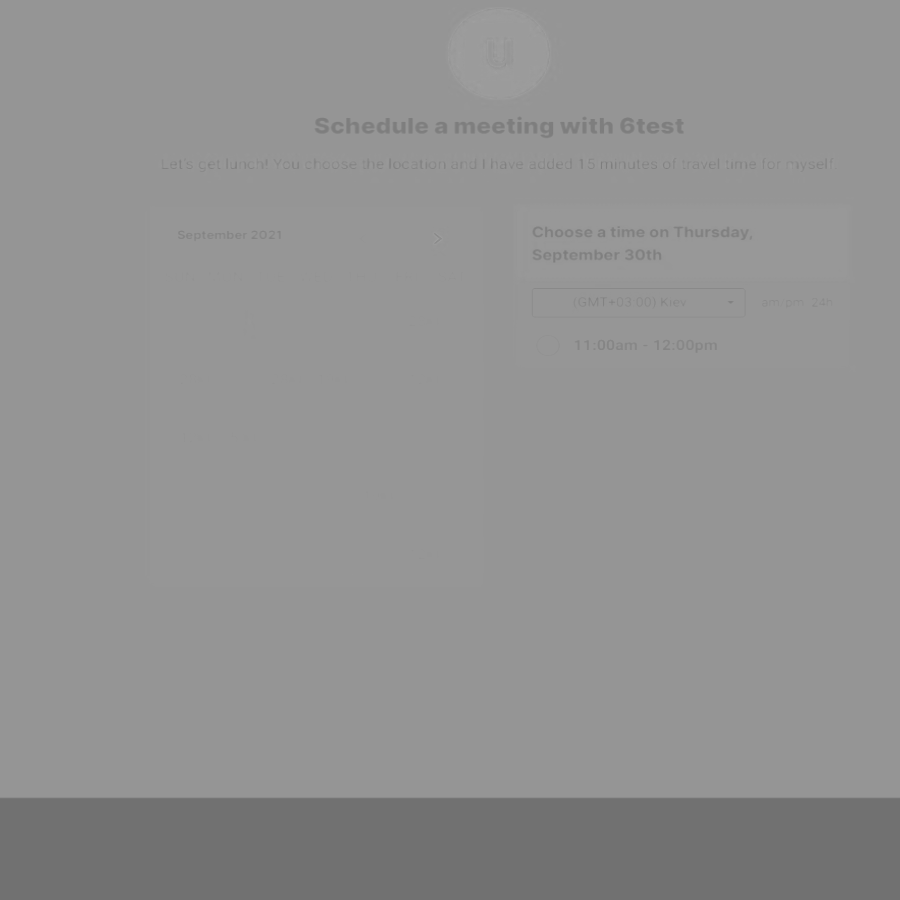 U
Schedule a meeting with 6test
Let's get lunch! You choose the location and I have added 15 minutes of travel time for myself
September 2021
Choose a time on Thursday,
September 30th
(GMT+03:00) Kiev
am/pm 24h
11:00am - 12:00pm